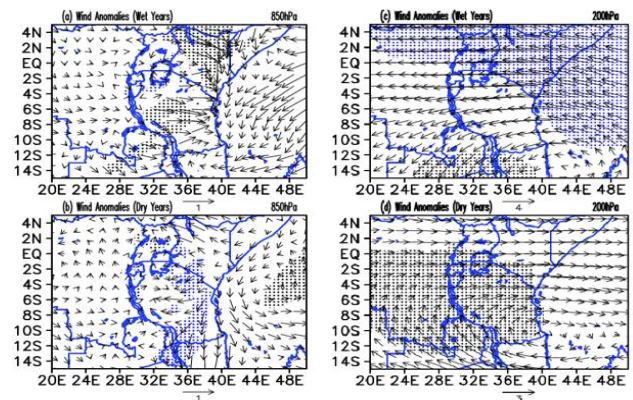 (a) Wind Anomalies (Wet Years) 850hPa
4N
2N
EQ
2S
4S
6S
8S
10S
12S
14S
20E 24E 28E 32E 36E 40E 44E 48E
1
(c) Wind Anomalies (Wet Years) 200hPa
4N
2N
EQ
2S
4S
6S
8S
10S
12S
14S
20E 24E 28E 32E 36E 40E 44E 48E
4
(b) Wind Anomalies (Dry Years) 850hPa
4N
2N
EQ
2S
4S
6S
8S
10S
12S
14S
20E 24E 28E 32E 36E 40E 44E 48E
1
(d) Wind Anomalies (Dry Years) 200hPa
4N
2N
EQ
2S
4S
6S
8S
10S
12S
14S
20E 24E 28E 32E 36E 40E 44E 48E
3